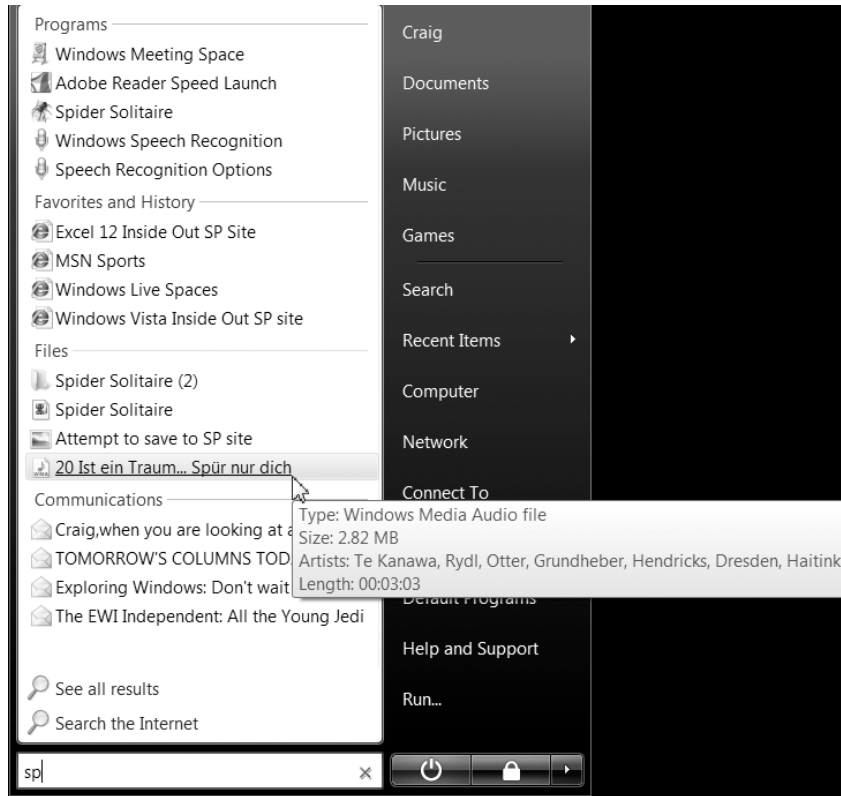 Programs
Windows Meeting Space
Adobe Reader Speed Launch
Spider Solitaire
Windows Speech Recognition
Speech Recognition Options
Favorites and History
Excel 12 Inside Out SP Site
MSN Sports
Windows Live Spaces
Windows Vista Inside Out SP site
Files
Spider Solitaire (2)
Spider Solitaire
Attempt to save to SP site
20 Ist ein Traum... Spür nur dich
Communications
Craig,when you are looking at a
TOMORROW'S COLUMNS TOD
Exploring Windows: Don't wait
The EWI Independent: All the Young Jedi
See all results
Search the Internet
sp
Craig
Documents
Pictures
Music
Games
Search
Recent Items
Computer
Network
Connect To
Type: Windows Media Audio file
Size: 2.82 MB
Artists: Te Kanawa, Rydl, Otter, Grundheber, Hendricks, Dresden, Haitink
Length: 00:03:03
Default Programs
Help and Support
Run...